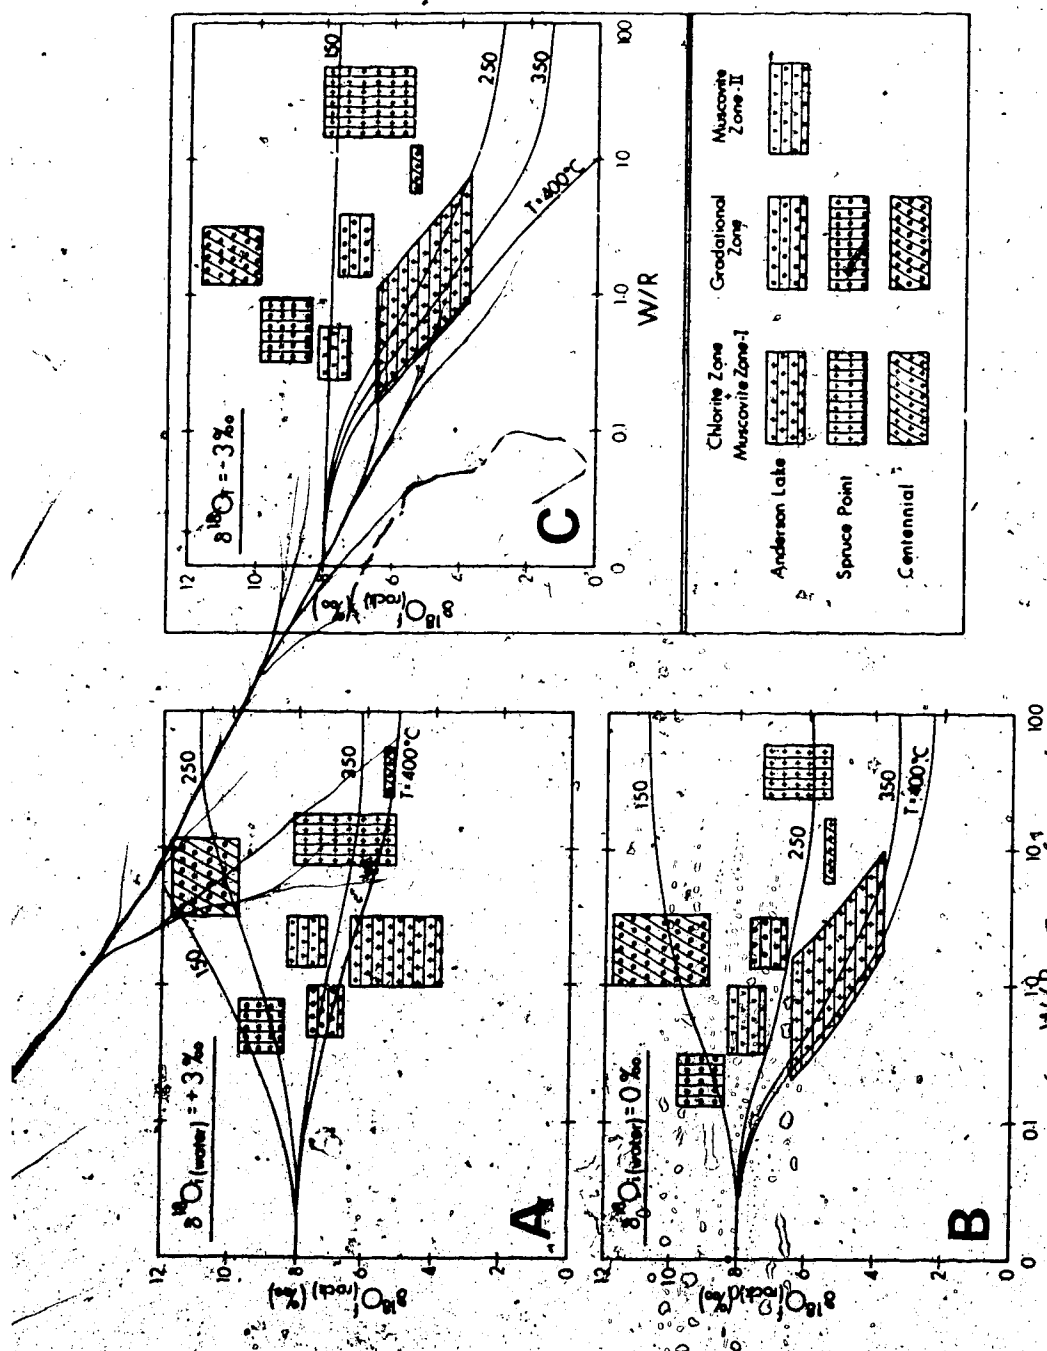 δ¹⁸Oi (water) = +3‰
12
10
8
6
4
2
0
δ¹⁸Of (rock) (‰)
150
250
350
T=400°C
A
δ¹⁸Oi (water) = 0‰
12
10
8
6
4
2
0
δ¹⁸Of (rock) (‰)
0
0.1
1.0
100
150
250
350
T=400°C
B
δ¹⁸Oi = -3‰
12
10
8
6
4
2
0
δ¹⁸Of (rock) (‰)
0
0.1
1.0
10
100
W/R
150
250
350
T=400°C
C
Chlorite Zone
+
Muscovite Zone-I
Gradational
Zone
Muscovite
Zone-II
Anderson Lake
Spruce Point
Centennial